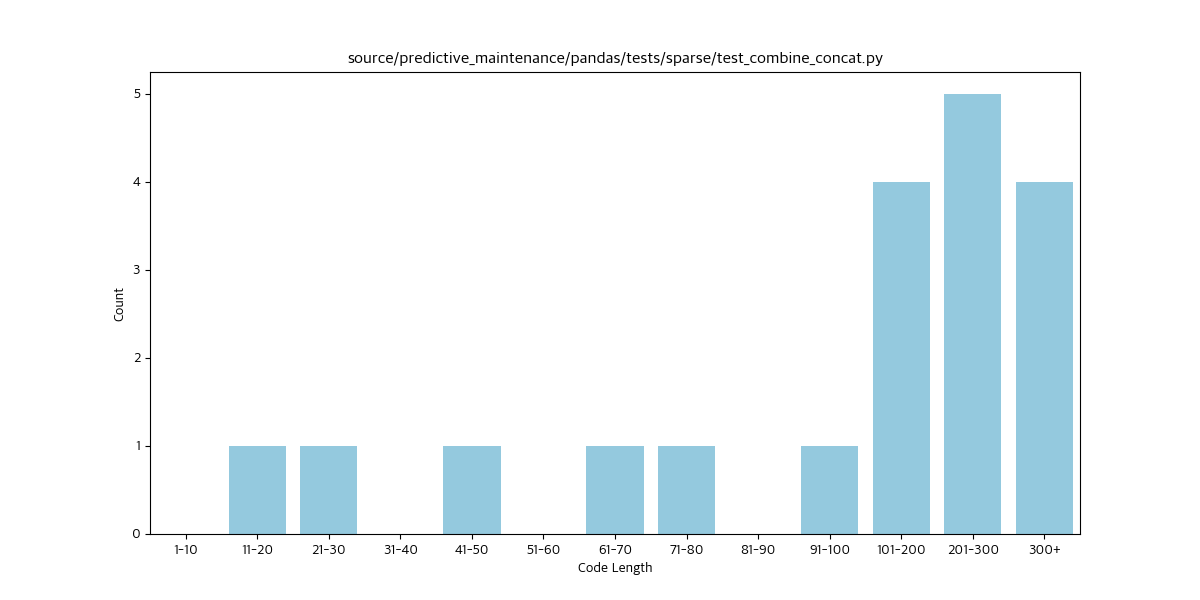 source/predictive_maintenance/pandas/tests/sparse/test_combine_concat.py
Count
5
4
3
2
1
0
1-10 11-20 21-30 31-40 41-50 51-60 61-70 71-80 81-90 91-100 101-200 201-300 300+
Code Length